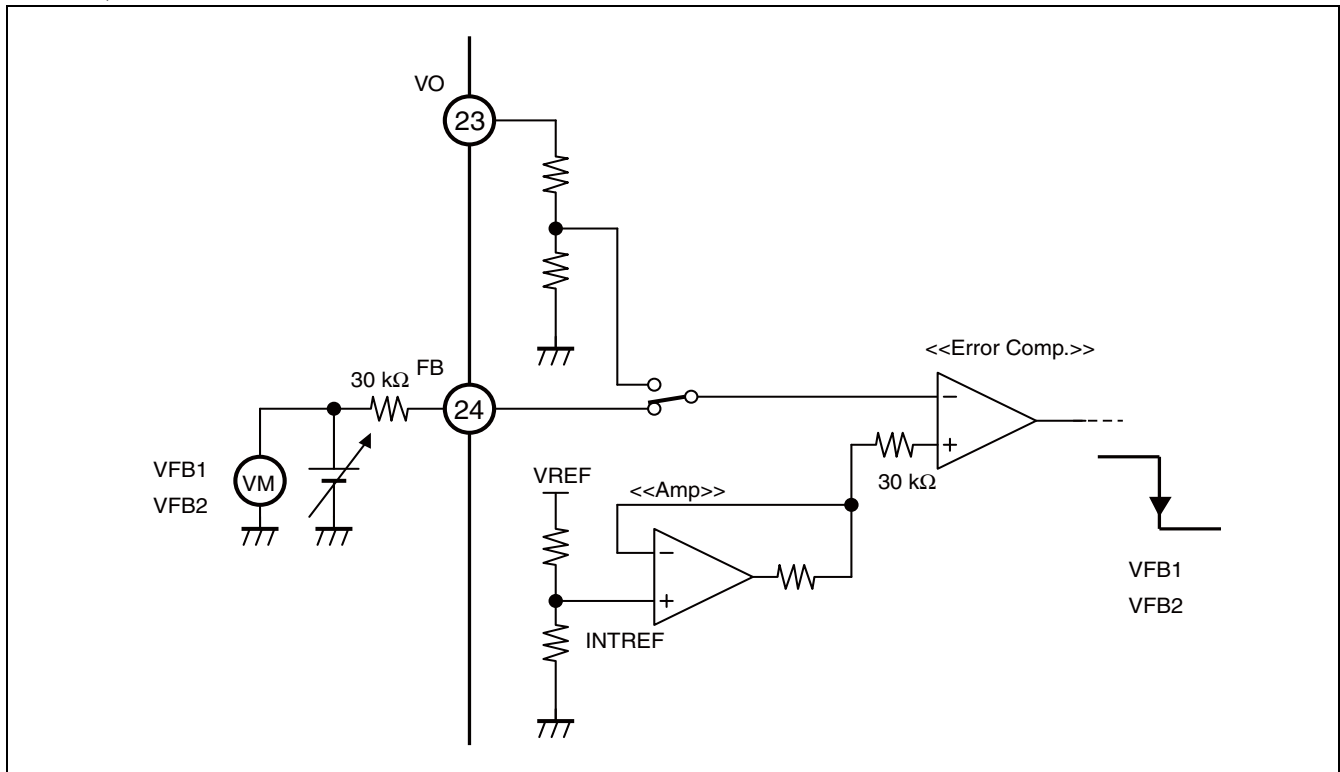 VO
23
<<Error Comp.>>
30 kΩ
FB
24
−
+
30 kΩ
VFB1
VFB2
VM
VREF
<<Amp>>
−
+
INTREF
VFB1
VFB2